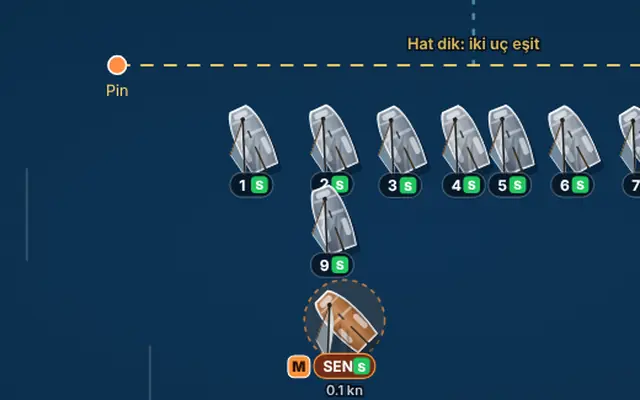 Hat dik: iki uç eşit
Pin
1 S
2 S
3 S
4 S
5 S
6 S
7
9 S
M SEN S
0.1 kn